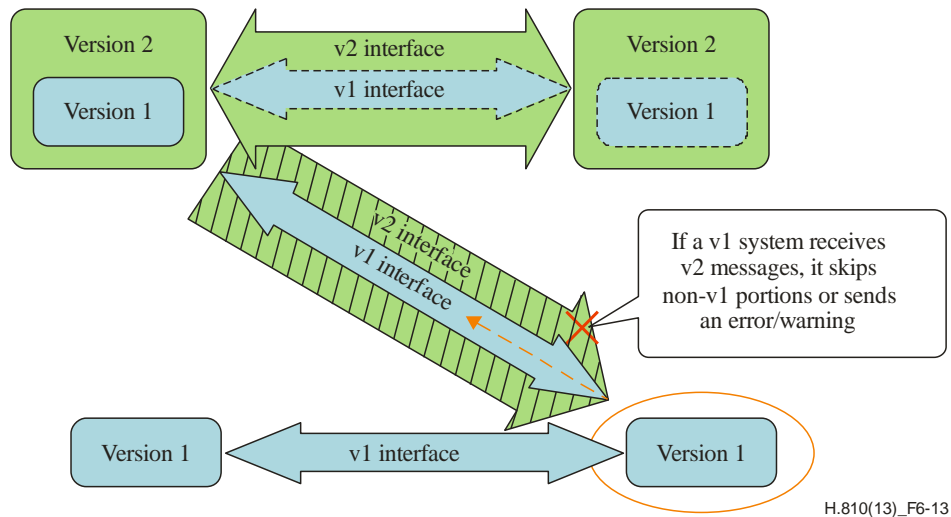 Version 2
Version 1
v2 interface
v1 interface
Version 2
Version 1
v2 interface
v1 interface
If a v1 system receives
v2 messages, it skips
non-v1 portions or sends
an error/warning
Version 1
v1 interface
Version 1
H.810(13)_F6-13